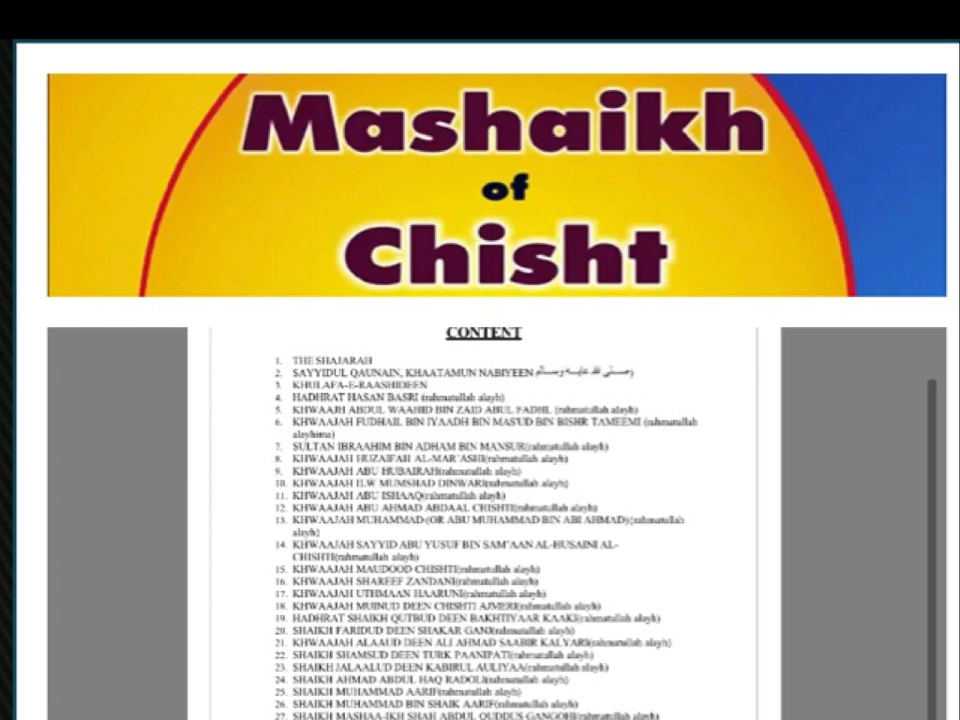 Mashaikh
of
Chisht
CONTENT
1. THE SHAJARAH
2. SAYYIDUL QAUNAIN, KHAATAMUN NABIYEEN صلى الله عليه وسلم)
3. KHULAFA-E-RAASHIDEEN
4. HADHRAT HASAN BASRI (rahmatullah alayh)
5. KHWAAJH ABDUL WAAHID BIN ZAID ABUL FADHL (rahmatullah alayh)
6. KHWAAJAH FUDHAIL BIN IYAADH BIN MAS'UD BIN BISHR TAMEEMI (rahmatullah
alayhima)
7. SULTAN IBRAAHIM BIN ADHAM BIN MANSUR(rahmatullah alayh)
8. KHWAAJAH HUZAIFAH AL-MAR'ASHI(rahmatullah alayh)
9. KHWAAJAH ABU HUBAIRAH(rahmatullah alayh)
10. KHWAAJAH ILW MUMSHAD DINWARI(rahmatullah alayh)
11. KHWAAJAH ABU ISHAAQ(rahmatullah alayh)
12. KHWAAJAH ABU AHMAD ABDAAL CHISHTI(rahmatullah alayh)
13. KHWAAJAH MUHAMMAD (OR ABU MUHAMMAD BIN ABI AHMAD)(rahmatullah
alayh)
14. KHWAAJAH SAYYID ABU YUSUF BIN SAM'AAN AL-HUSAINI AL-
CHISHTI(rahmatullah alayh)
15. KHWAAJAH MAUDOOD CHISHTI(rahmatullah alayh)
16. KHWAAJAH SHAREEF ZANDANI(rahmatullah alayh)
17. KHWAAJAH UTHMAAN HAARUNI(rahmatullah alayh)
18. KHWAAJAH MUINUD DEEN CHISHTI AJMERI(rahmatullah alayh)
19. HADHRAT SHAIKH QUTBUD DEEN BAKHTIYAAR KAAKI(rahmatullah alayh)
20. SHAIKH FARIDUD DEEN SHAKAR GANJ(rahmatullah alayh)
21. KHWAAJAH ALAAUD DEEN ALI AHMAD SAABIR KALYARI(rahmatullah alayh)
22. SHAIKH SHAMSUD DEEN TURK PAANIPATI(rahmatullah alayh)
23. SHAIKH JALAALUD DEEN KABIRUL AULIYAA(rahmatullah alayh)
24. SHAIKH AHMAD ABDUL HAQ RADOLI(rahmatullah alayh)
25. SHAIKH MUHAMMAD AARIF(rahmatullah alayh)
26. SHAIKH MUHAMMAD BIN SHAIK AARIF(rahmatullah alayh)
27. SHAIKH MASHAA-IKH SHAH ABDUL QUDDUS GANGOHI(rahmatullah alayh)